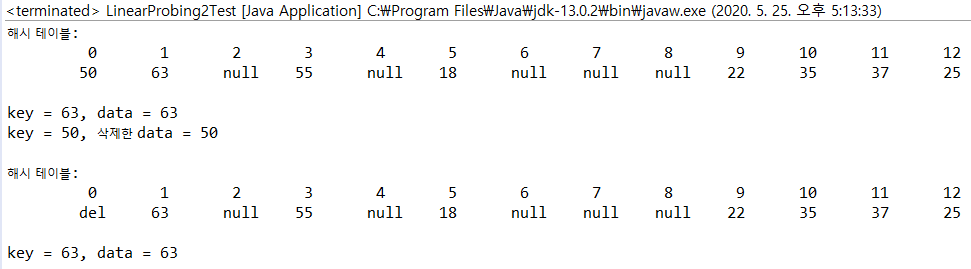 <terminated> LinearProbing2Test [Java Application] C:₩Program Files₩Java₩jdk-13.0.2₩bin₩javaw.exe (2020. 5. 25. 오후 5:13:33)
해시 테이블:
0 1 2 3 4 5 6 7 8 9 10 11 12
50 63 null 55 null 18 null null null 22 35 37 25
key = 63, data = 63
key = 50, 삭제한 data = 50
해시 테이블:
0 1 2 3 4 5 6 7 8 9 10 11 12
del 63 null 55 null 18 null null null 22 35 37 25
key = 63, data = 63